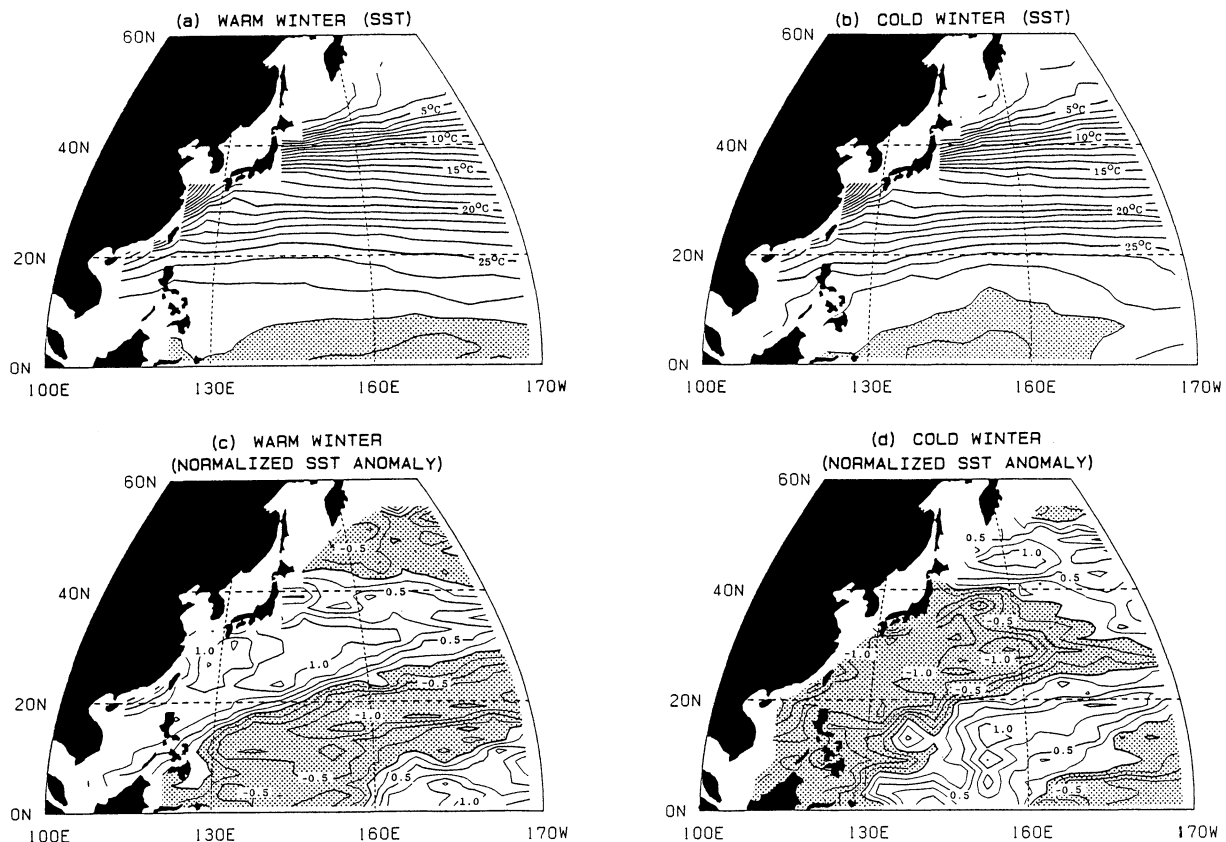 (a) WARM WINTER (SST)
60N
40N
20N
0N
5°C
10°C
15°C
20°C
25°C
100E 130E 160E 170W
(b) COLD WINTER (SST)
60N
40N
20N
0N
5°C
10°C
15°C
20°C
25°C
100E 130E 160E 170W
(c) WARM WINTER
(NORMALIZED SST ANOMALY)
60N
40N
20N
0N
-0.5
0.5
1.0
1.0
0.5
-0.5
-1.0
-0.5
0.5
-0.5
1.0
100E 130E 160E 170W
(d) COLD WINTER
(NORMALIZED SST ANOMALY)
60N
40N
20N
0N
0.5
1.0
0.5
-0.5
-1.0
-1.0
-1.0
-0.5
1.0
-0.5
0.5
0.5
-0.5
100E 130E 160E 170W